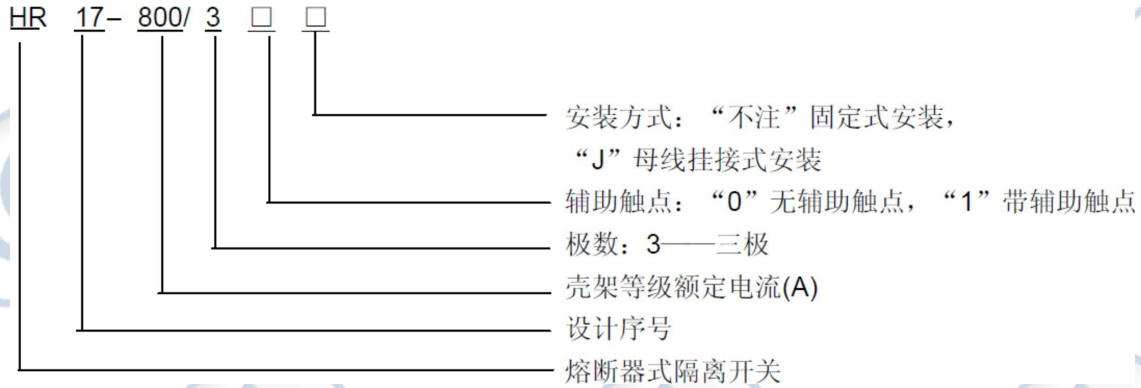 HR 17- 800/ 3 □ □
安装方式：“不注”固定式安装，
“J”母线挂接式安装
辅助触点：“0”无辅助触点，“1”带辅助触点
极数：3——三极
壳架等级额定电流(A)
设计序号
熔断器式隔离开关